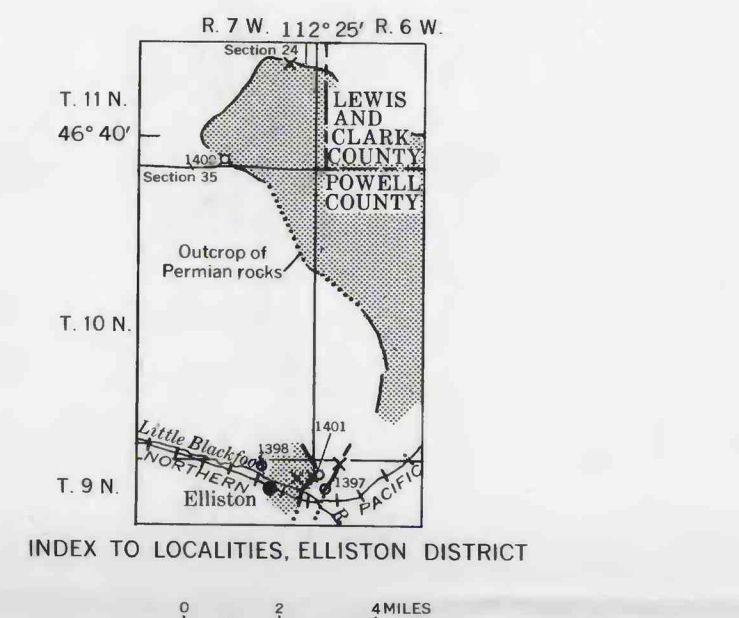 R. 7 W. 112° 25′ R. 6 W.
Section 24
T. 11 N.
LEWIS
AND
CLARK
COUNTY
46° 40′
1400
Section 35
POWELL
COUNTY
Outcrop of
Permian rocks
T. 10 N.
Little Blackfoot
1401
1398
NORTHERN PACIFIC
1397
T. 9 N.
Elliston
R
INDEX TO LOCALITIES, ELLISTON DISTRICT
0 2 4 MILES